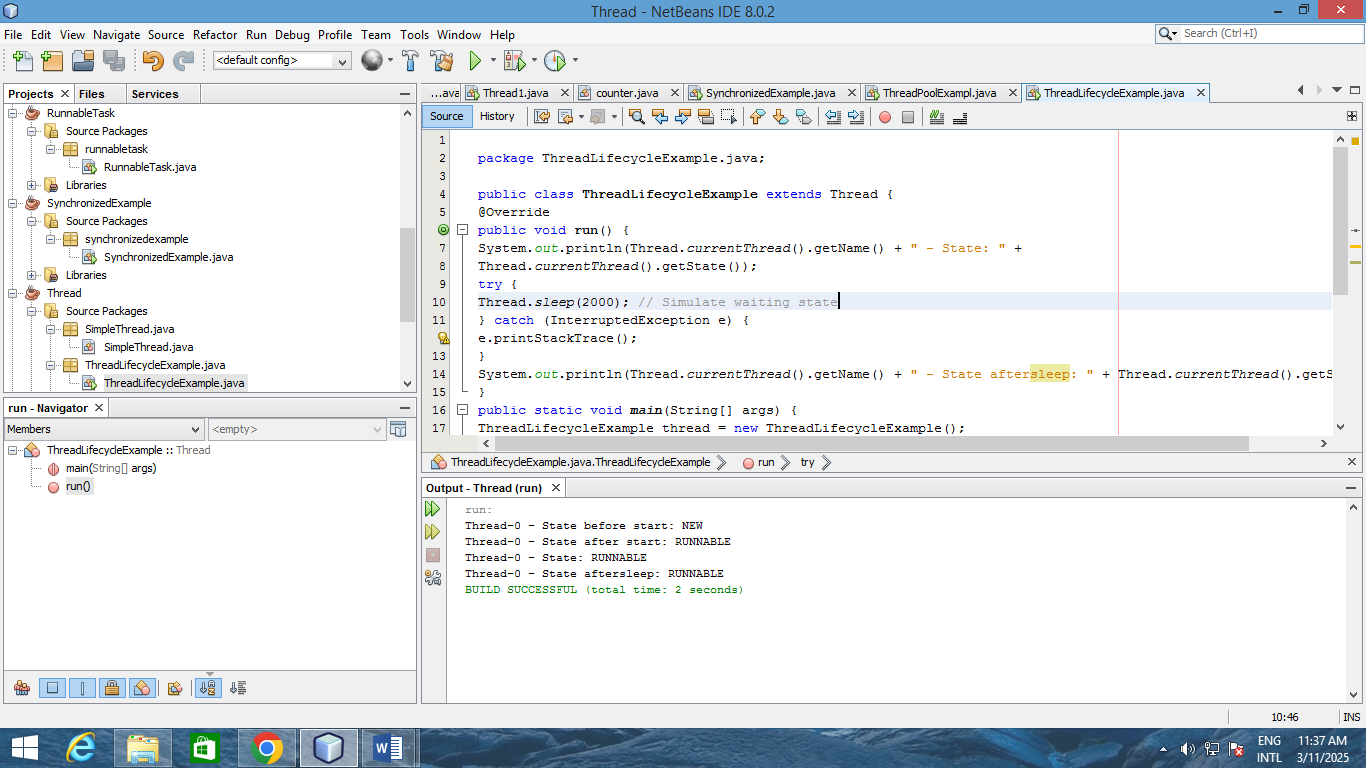 Thread - NetBeans IDE 8.0.2
File Edit View Navigate Source Refactor Run Debug Profile Team Tools Window Help
Search (Ctrl+I)
<default config>
Projects Files Services
RunnableTask
Source Packages
runnabletask
RunnableTask.java
Libraries
SynchronizedExample
Source Packages
synchronizedexample
SynchronizedExample.java
Libraries
Thread
Source Packages
SimpleThread.java
SimpleThread.java
ThreadLifecycleExample.java
ThreadLifecycleExample.java
run - Navigator
Members <empty>
ThreadLifecycleExample :: Thread
main(String[] args)
run()
...ava Thread1.java counter.java SynchronizedExample.java ThreadPoolExampl.java ThreadLifecycleExample.java
Source History
1
2 package ThreadLifecycleExample.java;
3
4 public class ThreadLifecycleExample extends Thread {
5 @Override
public void run() {
7 System.out.println(Thread.currentThread().getName() + " - State: " +
8 Thread.currentThread().getState());
9 try {
10 Thread.sleep(2000); // Simulate waiting state
11 } catch (InterruptedException e) {
e.printStackTrace();
13 }
14 System.out.println(Thread.currentThread().getName() + " - State aftersleep: " + Thread.currentThread().getS
15 }
16 public static void main(String[] args) {
17 ThreadLifecycleExample thread = new ThreadLifecycleExample();
ThreadLifecycleExample.java.ThreadLifecycleExample run try
Output - Thread (run)
run:
Thread-0 - State before start: NEW
Thread-0 - State after start: RUNNABLE
Thread-0 - State: RUNNABLE
Thread-0 - State aftersleep: RUNNABLE
BUILD SUCCESSFUL (total time: 2 seconds)
10:46 INS
ENG 11:37 AM
INTL 3/11/2025